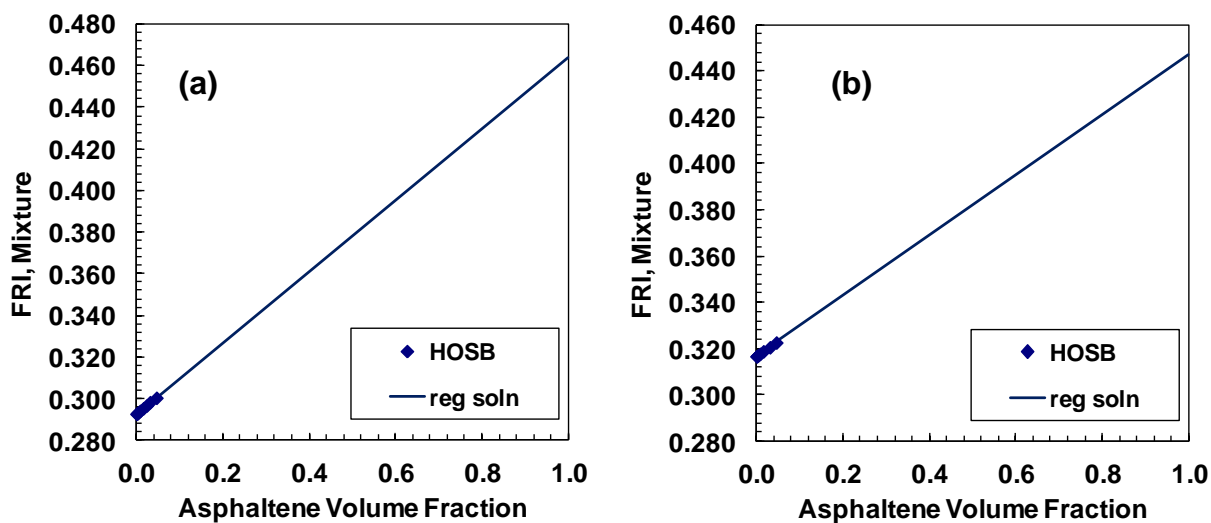 0.480
0.460
0.440
0.420
0.400
0.380
0.360
0.340
0.320
0.300
0.280
FRI, Mixture
(a)
HOSB
reg soln
0.0 0.2 0.4 0.6 0.8 1.0
Asphaltene Volume Fraction
0.460
0.440
0.420
0.400
0.380
0.360
0.340
0.320
0.300
0.280
FRI, Mixture
(b)
HOSB
reg soln
0.0 0.2 0.4 0.6 0.8 1.0
Asphaltene Volume Fraction